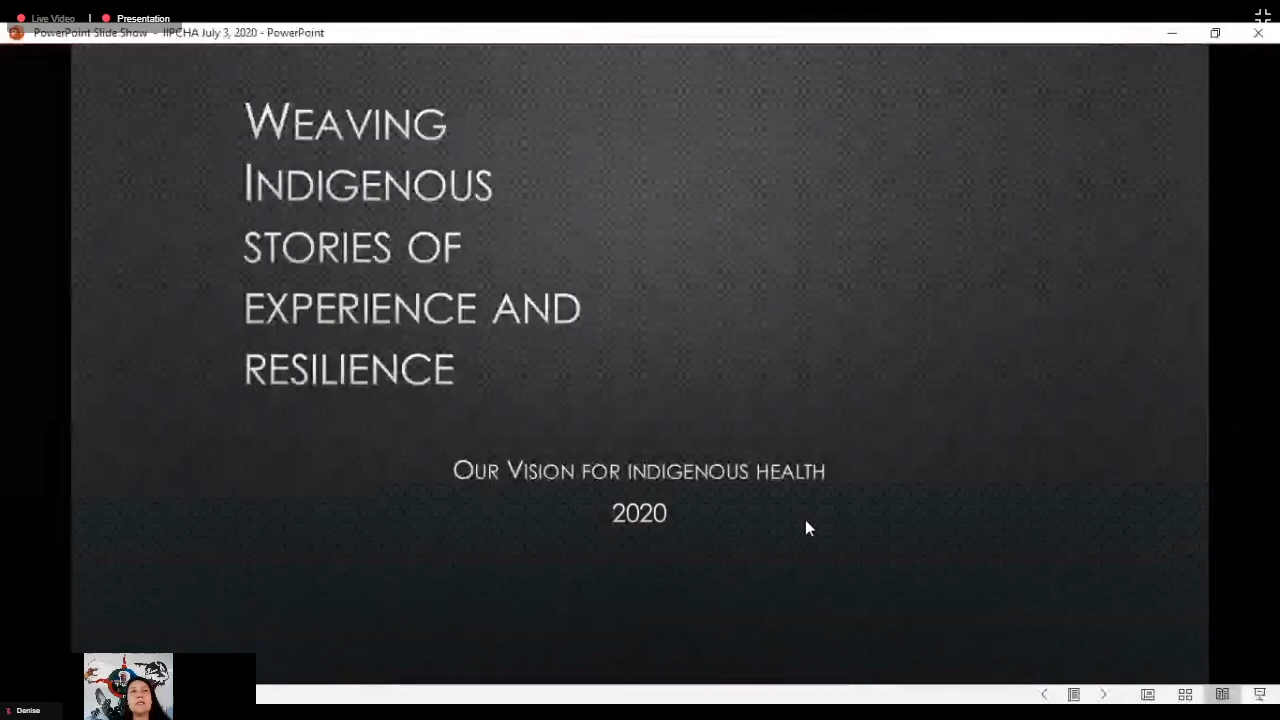 Live Video | Presentation
PowerPoint Slide Show - IIPCHA July 3, 2020 - PowerPoint
WEAVING
INDIGENOUS
STORIES OF
EXPERIENCE AND
RESILIENCE
OUR VISION FOR INDIGENOUS HEALTH
2020
Denise